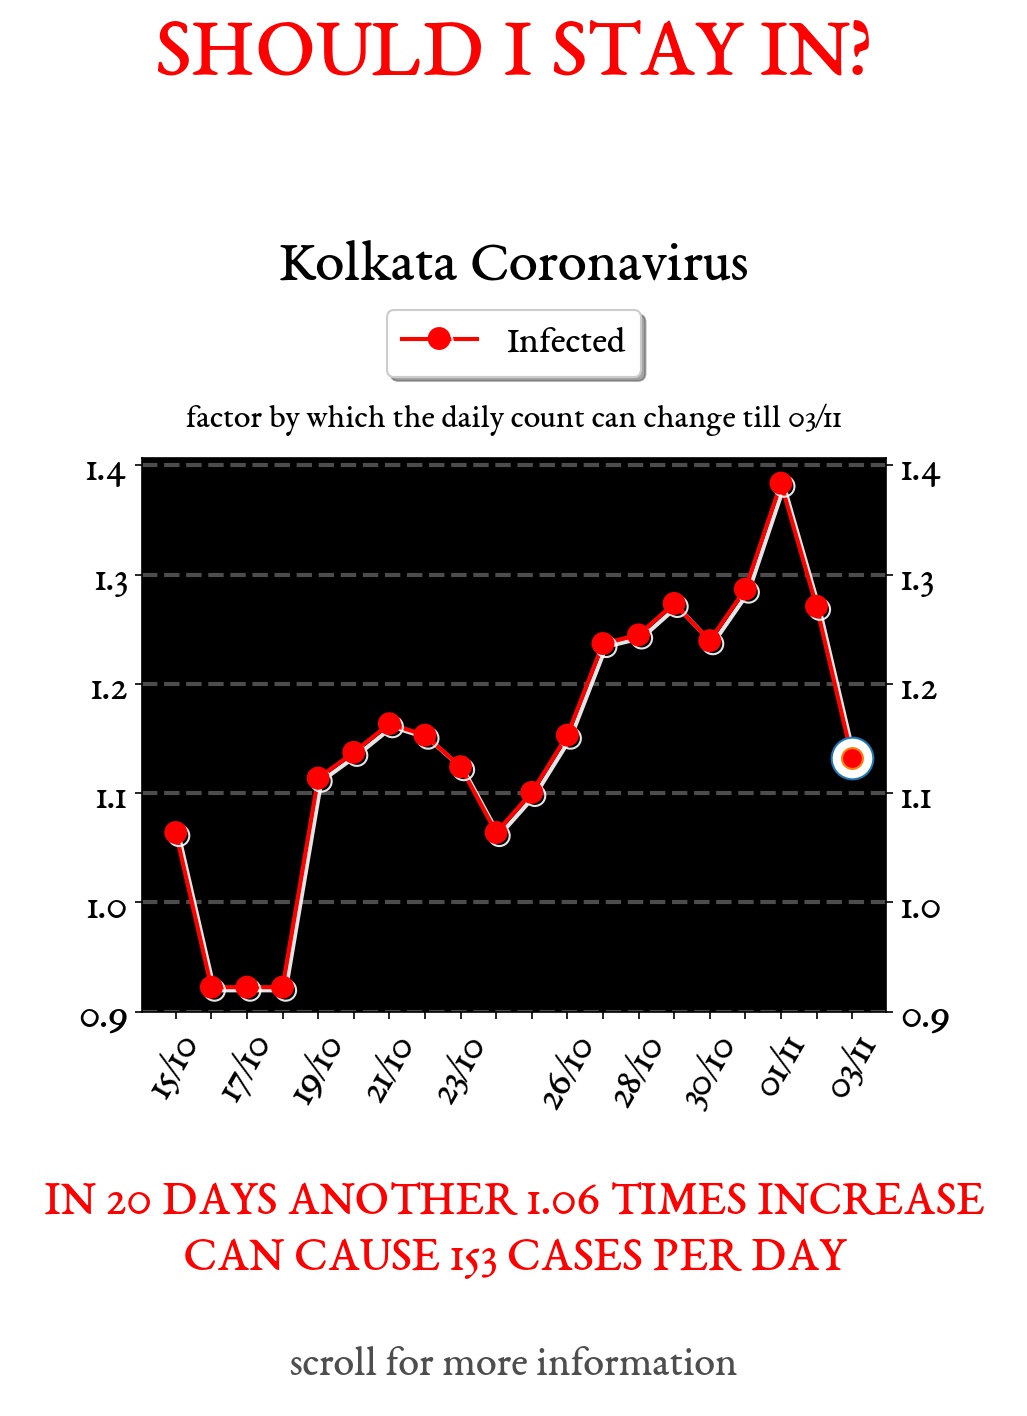 SHOULD I STAY IN?
Kolkata Coronavirus
Infected
factor by which the daily count can change till 03/11
1.4 1.4
1.3 1.3
1.2 1.2
1.1 1.1
1.0 1.0
0.9 0.9
15/10 17/10 19/10 21/10 23/10 26/10 28/10 30/10 01/11 03/11
IN 20 DAYS ANOTHER 1.06 TIMES INCREASE
CAN CAUSE 153 CASES PER DAY
scroll for more information